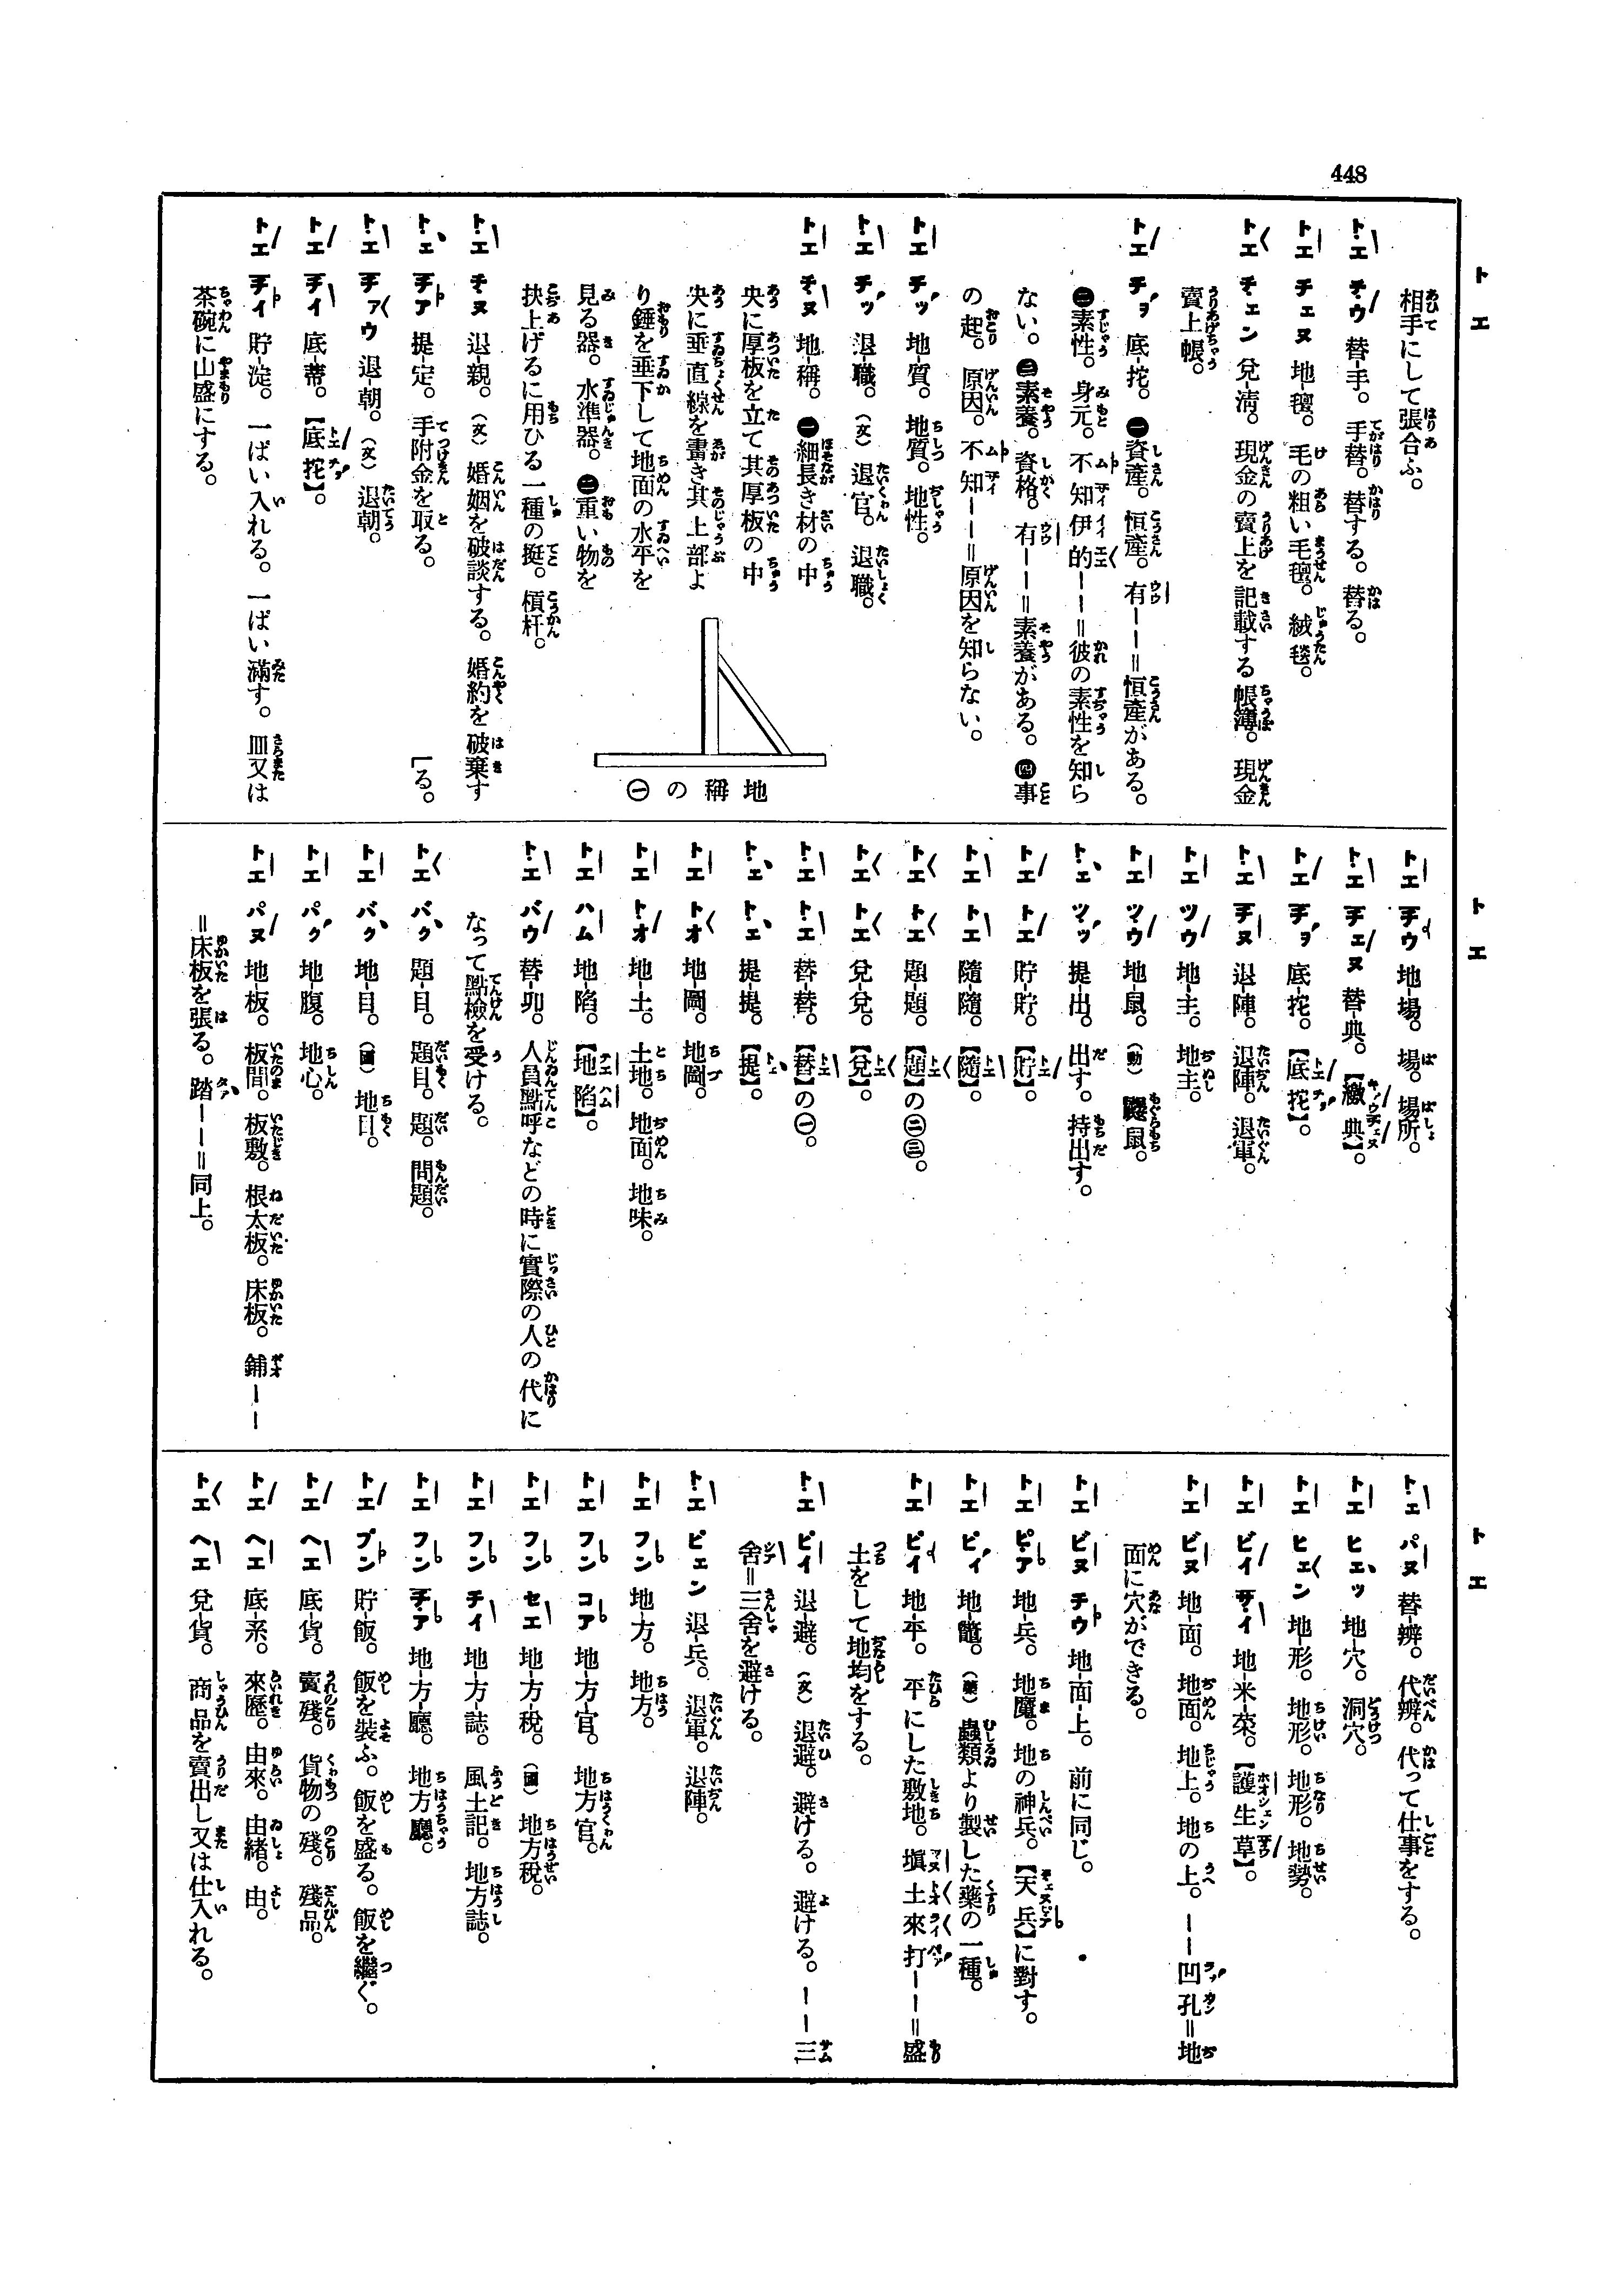 448
トエ
相手にして張合ふ。
トエ チウ 替-手。 手替。替する。 替る。
トエ チェヌ 地-氈。 毛の粗い毛氈。 絨毯。
トエ チェン 兌-淸。 現金の賣上を記載する帳簿。 現金
賣上帳。
トエ チョ 底-挓。 ㊀資產。恒產。有ーー＝恒產がある。
㊁素性。身元。不知伊的ーー＝彼の素性を知ら
ない。㊂素養。資格。有ーー＝素養がある。㊃事
の起。原因。不知ーー＝原因を知らない。
トエ チッ 地-質。 地質。地性。
トエ チッ 退-職。 （文） 退官。退職。
トエ チヌ 地-稱。 ㊀細長き材の中
央に厚板を立て其厚板の中
央に垂直線を畫き其上部よ
り錘を垂下して地面の水平を
見る器。水準器。㊁重い物を
挾上げるに用ひる一種の挺。槓杆。
地稱の㊀
トエ チヌ 退-親。 （文） 婚姻を破談する。婚約を破棄す
〔る。
トエ チア 提-定。 手附金を取る。
トエ チァウ 退-朝。 （文） 退朝。
トエ チイ 底-蒂。 【底挓】。
トエ チィ 貯-淀。 一ぱい入れる。一ぱい滿す。皿又は
茶碗に山盛にする。
トエ
トエ チウ 地-場。 場。場所。
トエ チェヌ 替-典。 【繳典】。
トエ チョ 底-挓。 【底挓】。
トエ チヌ 退-陣。 退陣。退軍。
トエ ツウ 地-主。 地主。
トエ ツウ 地-鼠。 （動） 鼴鼠。
トエ ツッ 提-出。 出す。持出す。
トエ トエ 貯-貯。 【貯】。
トエ トエ 隨-隨。 【隨】。
トエ トエ 題-題。 【題】の㊁㊂。
トエ トエ 兌-兌。 【兌】。
トエ トエ 替-替。 【替】の㊀。
トエ トエ 提-提。 【提】。
トエ トオ 地-圖。 地圖。
トエ トオ 地-土。 土地。地面。地味。
トエ ハム 地-陷。 【地陷】。
トエ バウ 替-卯。 人員點呼などの時に實際の人の代に
なって點檢を受ける。
トエ バク 題-目。 題目。題。問題。
トエ バク 地-目。 （國） 地目。
トエ パク 地-腹。 地心。
トエ パヌ 地-板。 板間。板敷。根太板。床板。鋪ーー
＝床板を張る。踏ーー＝同上。
トエ
トエ パヌ 替-辨。 代辨。代って仕事をする。
トエ ヒェッ 地-穴。 洞穴。
トエ ヒェン 地-形。 地形。地形。地勢。
トエ ビイ サイ 地-米-菜。 【護生草】。
トエ ビヌ 地-面。 地面。地上。地の上。ーー凹孔＝地
面に穴ができる。
トエ ビヌ チウ 地-面-上。 前に同じ。
トエ ピア 地-兵。 地魔。地の神兵。【天兵】に對す。
トエ ピィ 地-鼈。 （藥） 蟲類より製した藥の一種。
トエ ピイ 地-平。 平にした敷地。塡土來打ーー＝盛
土をして地均をする。
トエ ピイ 退-避。 （文） 退避。避ける。避ける。ーー三
舍＝三舍を避ける。
トエ ピェン 退-兵。 退軍。退陣。
トエ フン 地-方。 地方。
トエ フン コア 地-方-官。 地方官。
トエ フン セエ 地-方-稅。 （國） 地方稅。
トエ フン チイ 地-方-誌。 風土記。地方誌。
トエ フン チア 地-方-廳。 地方廳。
トエ プン 貯-飯。 飯を裝ふ。飯を盛る。飯を繼ぐ。
トエ ヘエ 底-貨。 賣殘。貨物の殘。殘品。
トエ ヘエ 底-系。 來歷。由來。由緒。由。
トエ ヘエ 兌-貨。 商品を賣出し又は仕入れる。